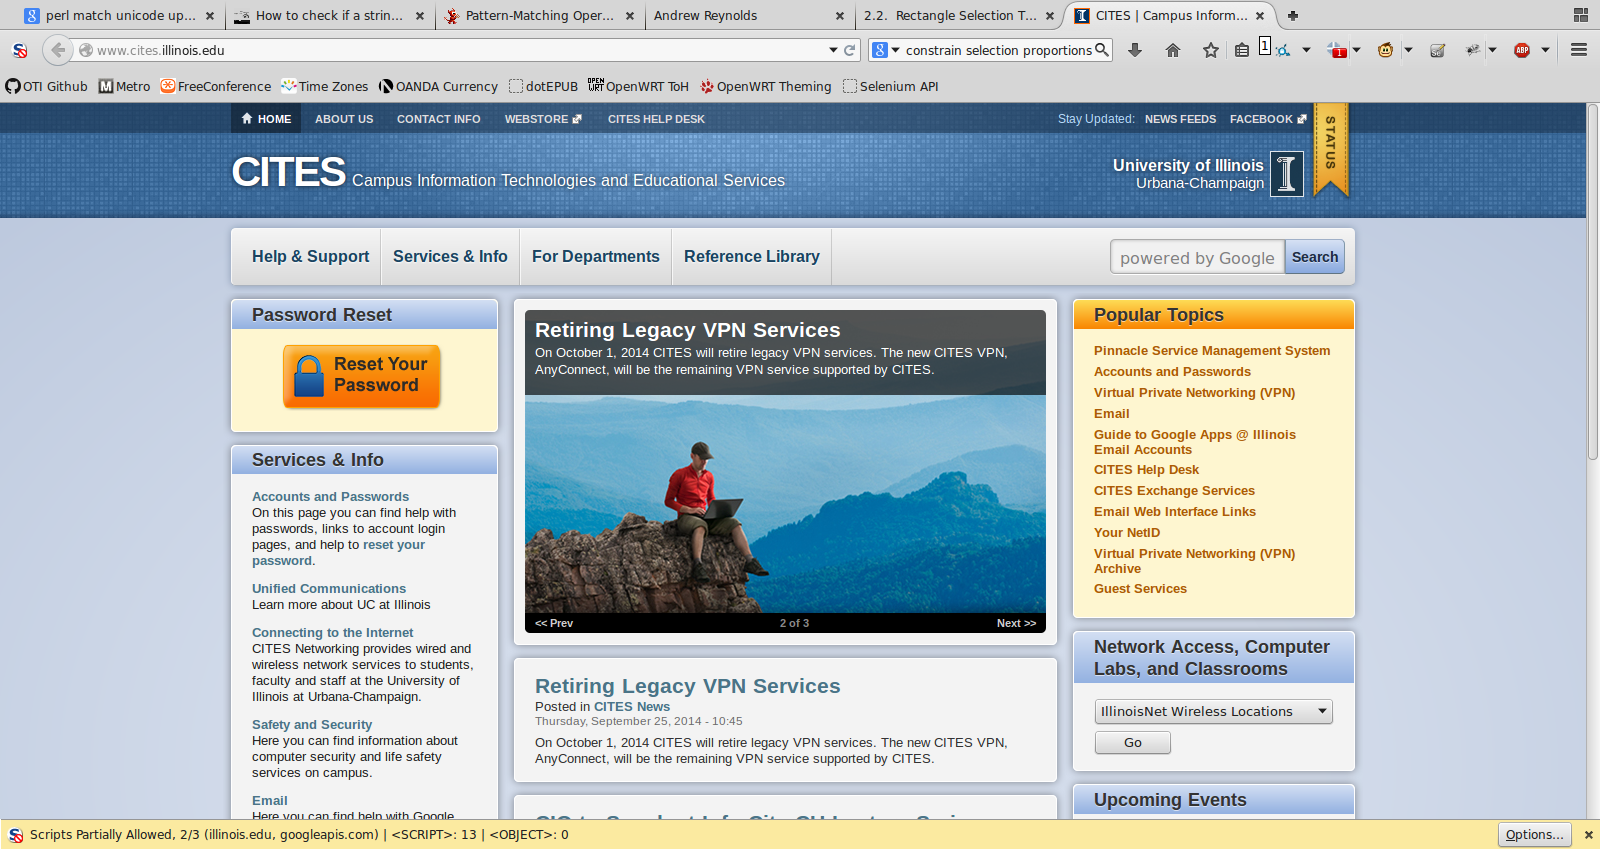 perl match unicode up...
How to check if a strin...
Pattern-Matching Oper...
Andrew Reynolds
2.2. Rectangle Selection T...
CITES | Campus Inform...
www.cites.illinois.edu
constrain selection proportions
1
1
ABP
OTI Github
Metro
FreeConference
Time Zones
OANDA Currency
dotEPUB
OPEN WRT
OpenWRT ToH
OpenWRT Theming
Selenium API
HOME
ABOUT US
CONTACT INFO
WEBSTORE
CITES HELP DESK
Stay Updated:
NEWS FEEDS
FACEBOOK
STATUS
CITES Campus Information Technologies and Educational Services
University of Illinois
Urbana-Champaign
Help & Support
Services & Info
For Departments
Reference Library
powered by Google
Search
Password Reset
Reset Your
Password
Services & Info
Accounts and Passwords
On this page you can find help with
passwords, links to account login
pages, and help to reset your
password.
Unified Communications
Learn more about UC at Illinois
Connecting to the Internet
CITES Networking provides wired and
wireless network services to students,
faculty and staff at the University of
Illinois at Urbana-Champaign.
Safety and Security
Here you can find information about
computer security and life safety
services on campus.
Email
Here you can find help with Google
Retiring Legacy VPN Services
On October 1, 2014 CITES will retire legacy VPN services. The new CITES VPN,
AnyConnect, will be the remaining VPN service supported by CITES.
<< Prev
2 of 3
Next >>
Retiring Legacy VPN Services
Posted in CITES News
Thursday, September 25, 2014 - 10:45
On October 1, 2014 CITES will retire legacy VPN services. The new CITES VPN,
AnyConnect, will be the remaining VPN service supported by CITES.
Popular Topics
Pinnacle Service Management System
Accounts and Passwords
Virtual Private Networking (VPN)
Email
Guide to Google Apps @ Illinois
Email Accounts
CITES Help Desk
CITES Exchange Services
Email Web Interface Links
Your NetID
Virtual Private Networking (VPN)
Archive
Guest Services
Network Access, Computer
Labs, and Classrooms
IllinoisNet Wireless Locations
Go
Upcoming Events
Scripts Partially Allowed, 2/3 (illinois.edu, googleapis.com) | <SCRIPT>: 13 | <OBJECT>: 0
Options...